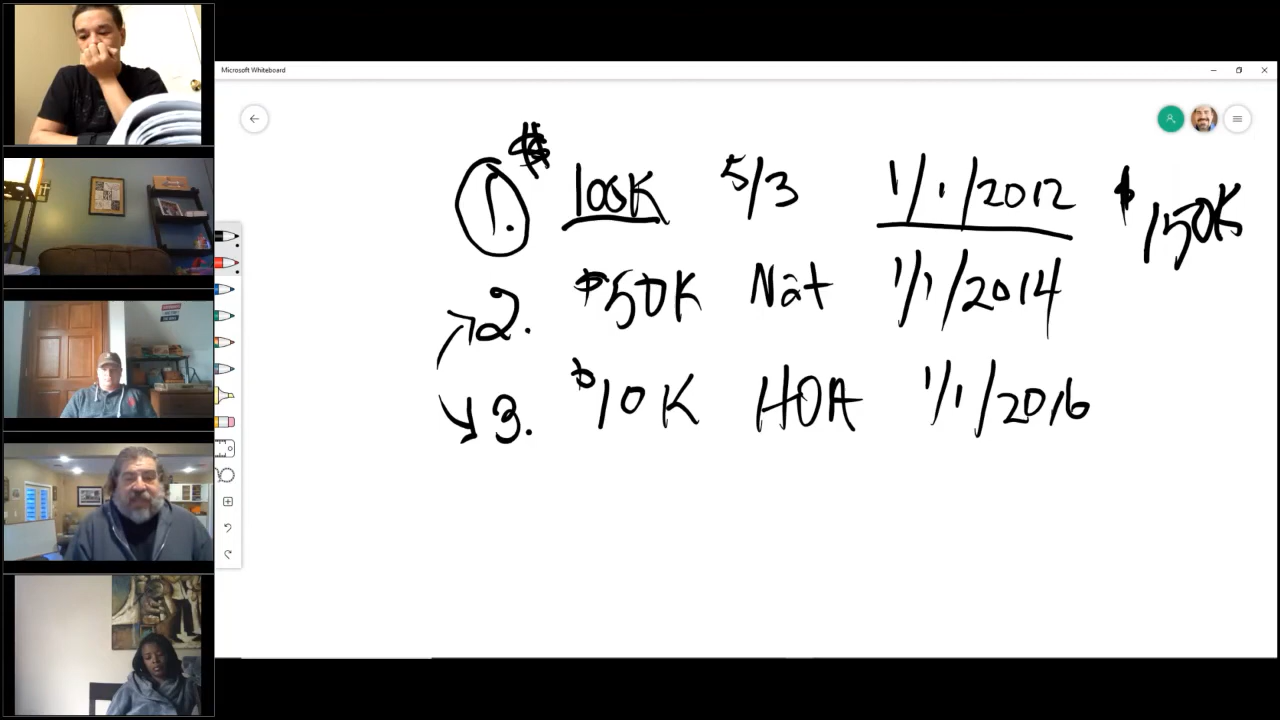 Microsoft Whiteboard
1. $ 100K 5/3 1/1/2012 $150K
2. $50K Nat 1/1/2014
3. $10K HOA 1/1/2016